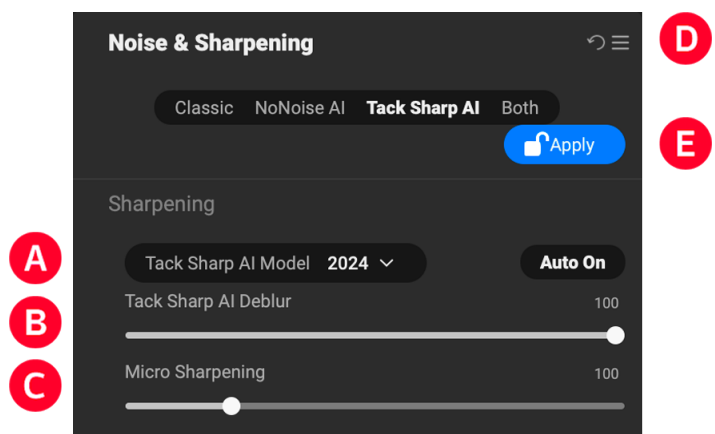 Noise & Sharpening
D
Classic NoNoise AI Tack Sharp AI Both
Apply
E
Sharpening
A
Tack Sharp AI Model 2024
Auto On
B
Tack Sharp AI Deblur 100
C
Micro Sharpening 100